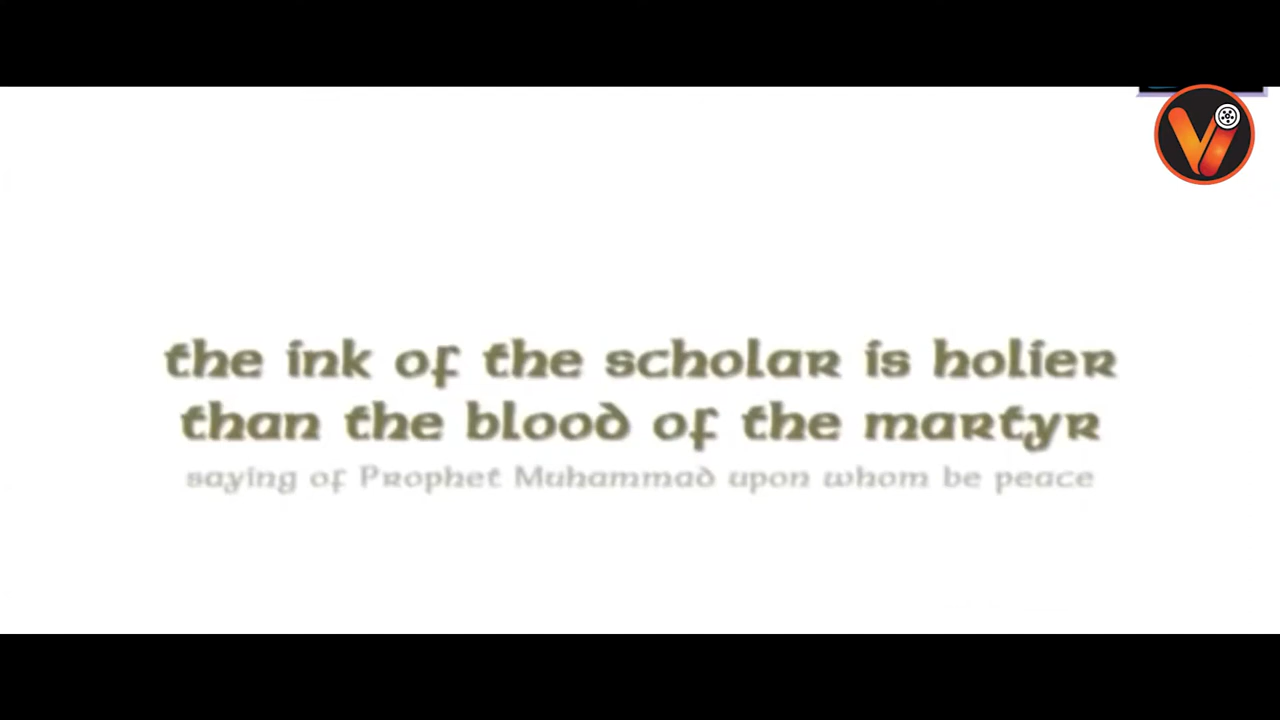 the ink of the scholar is holier
than the blood of the martyr
saying of Prophet Muhammad upon whom be peace